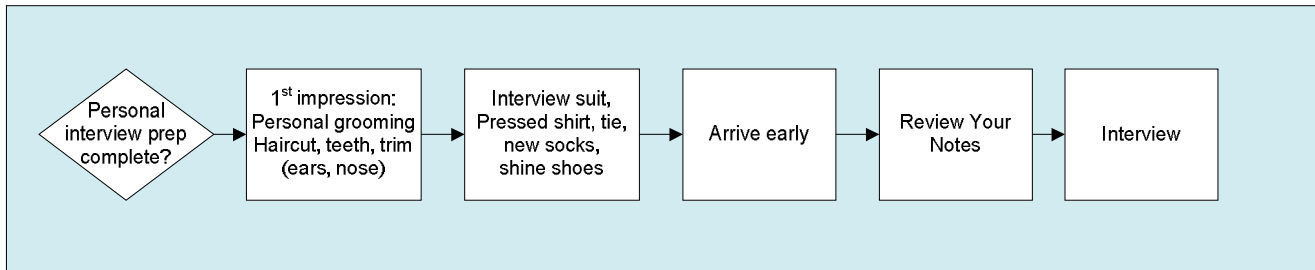 Personal
interview prep
complete?
1st impression:
Personal grooming
Haircut, teeth, trim
(ears, nose)
Interview suit,
Pressed shirt, tie,
new socks,
shine shoes
Arrive early
Review Your
Notes
Interview